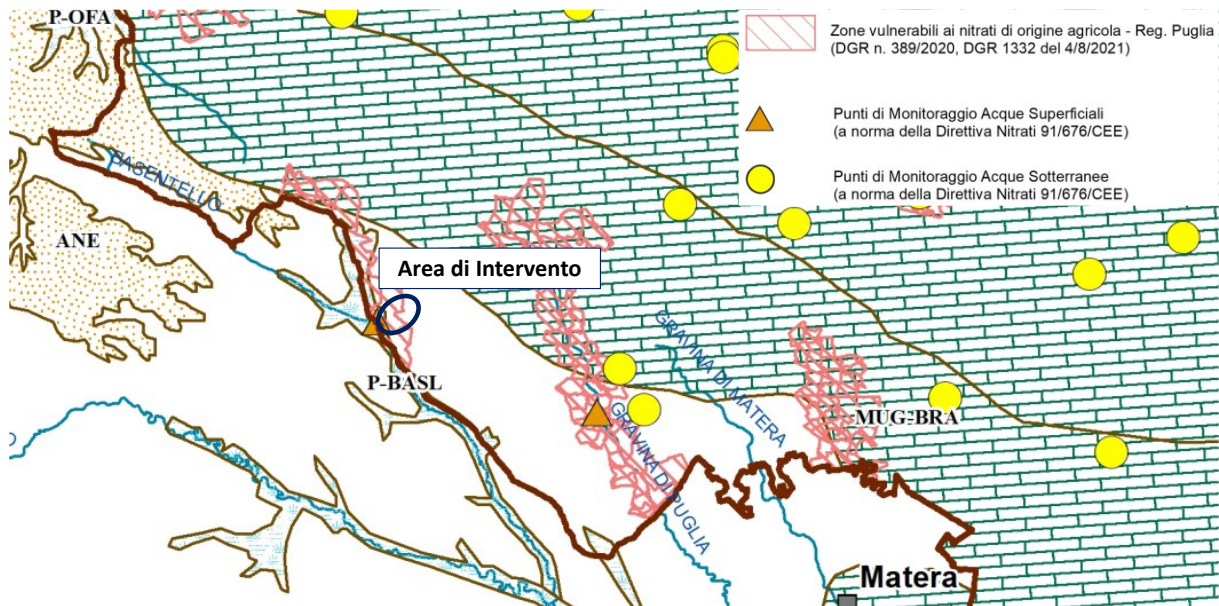 P-OFA
Zone vulnerabili ai nitrati di origine agricola - Reg. Puglia
(DGR n. 389/2020, DGR 1332 del 4/8/2021)
Punti di Monitoraggio Acque Superficiali
(a norma della Direttiva Nitrati 91/676/CEE)
Punti di Monitoraggio Acque Sotterranee
(a norma della Direttiva Nitrati 91/676/CEE)
BASENTELLO
ANE
Area di Intervento
GRAVINA DI MATERA
P-BASL
MUG-BRA
GRAVINA DI PUGLIA
Matera